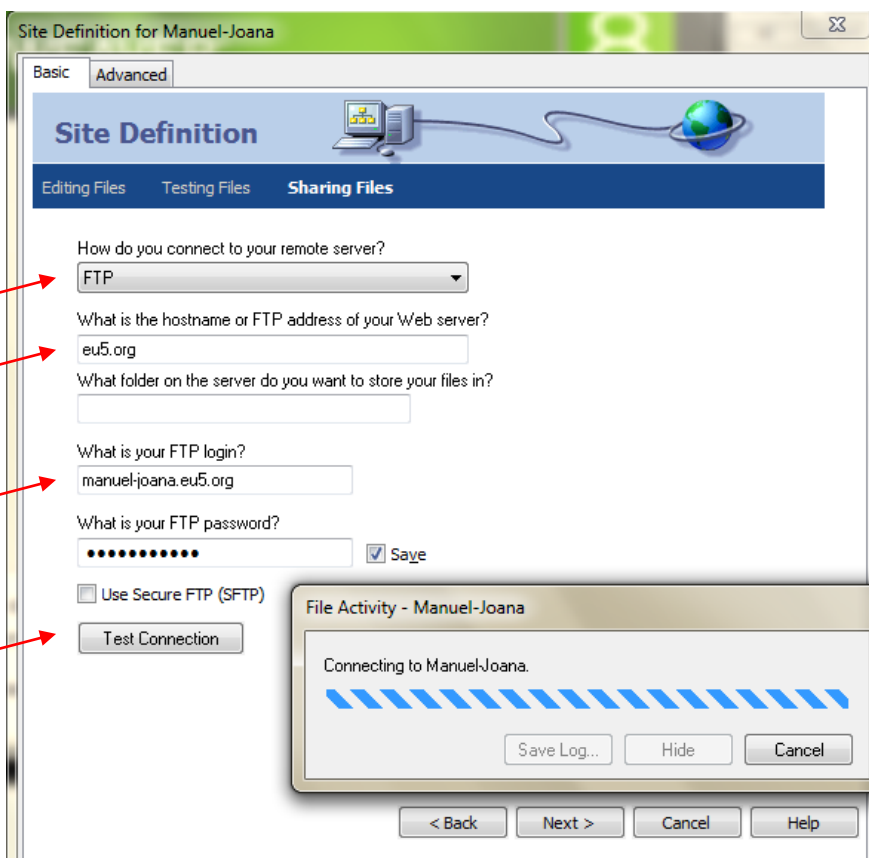 Site Definition for Manuel-Joana
Basic Advanced
Site Definition
Editing Files Testing Files Sharing Files
How do you connect to your remote server?
FTP
What is the hostname or FTP address of your Web server?
eu5.org
What folder on the server do you want to store your files in?
What is your FTP login?
manuel-joana.eu5.org
What is your FTP password?
●●●●●●●●●●●
Save
Use Secure FTP (SFTP)
Test Connection
File Activity - Manuel-Joana
Connecting to Manuel-Joana.
Save Log... Hide Cancel
< Back Next > Cancel Help